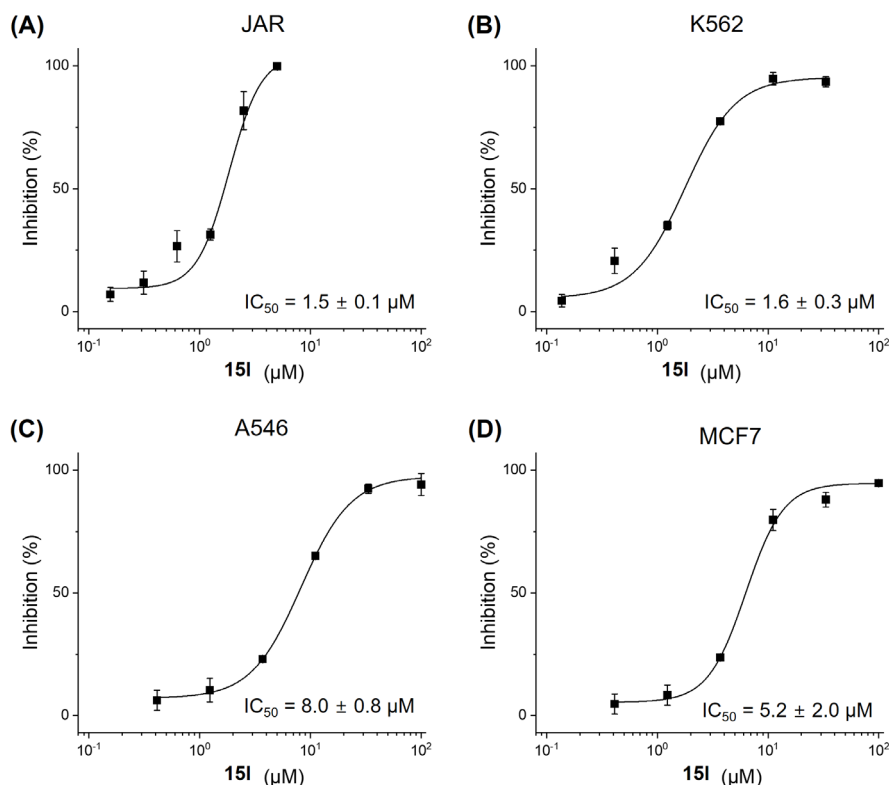 (A) JAR
Inhibition (%)
100
50
0
IC₅₀ = 1.5 ± 0.1 µM
10⁻¹ 10⁰ 10¹ 10²
15l (µM)
(B) K562
Inhibition (%)
100
50
0
IC₅₀ = 1.6 ± 0.3 µM
10⁻¹ 10⁰ 10¹ 10²
15l (µM)
(C) A546
Inhibition (%)
100
50
0
IC₅₀ = 8.0 ± 0.8 µM
10⁻¹ 10⁰ 10¹ 10²
15l (µM)
(D) MCF7
Inhibition (%)
100
50
0
IC₅₀ = 5.2 ± 2.0 µM
10⁻¹ 10⁰ 10¹ 10²
15l (µM)